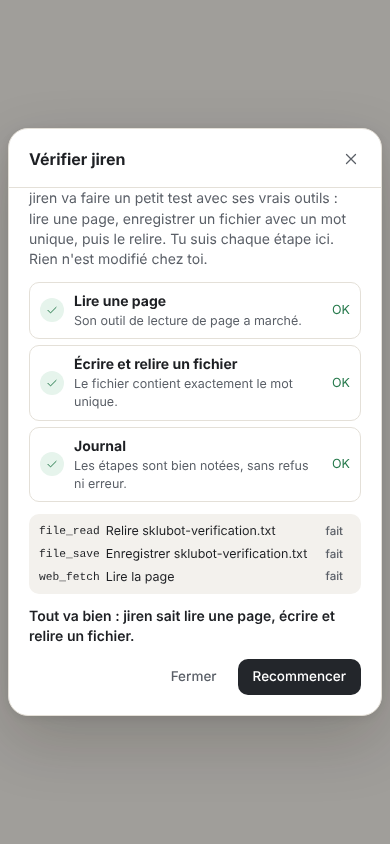 Vérifier jiren
jiren va faire un petit test avec ses vrais outils :
lire une page, enregistrer un fichier avec un mot
unique, puis le relire. Tu suis chaque étape ici.
Rien n'est modifié chez toi.
Lire une page
Son outil de lecture de page a marché.
OK
Écrire et relire un fichier
Le fichier contient exactement le mot
unique.
OK
Journal
Les étapes sont bien notées, sans refus
ni erreur.
OK
file_read Relire sklubot-verification.txt fait
file_save Enregistrer sklubot-verification.txt fait
web_fetch Lire la page fait
Tout va bien : jiren sait lire une page, écrire et
relire un fichier.
Fermer Recommencer